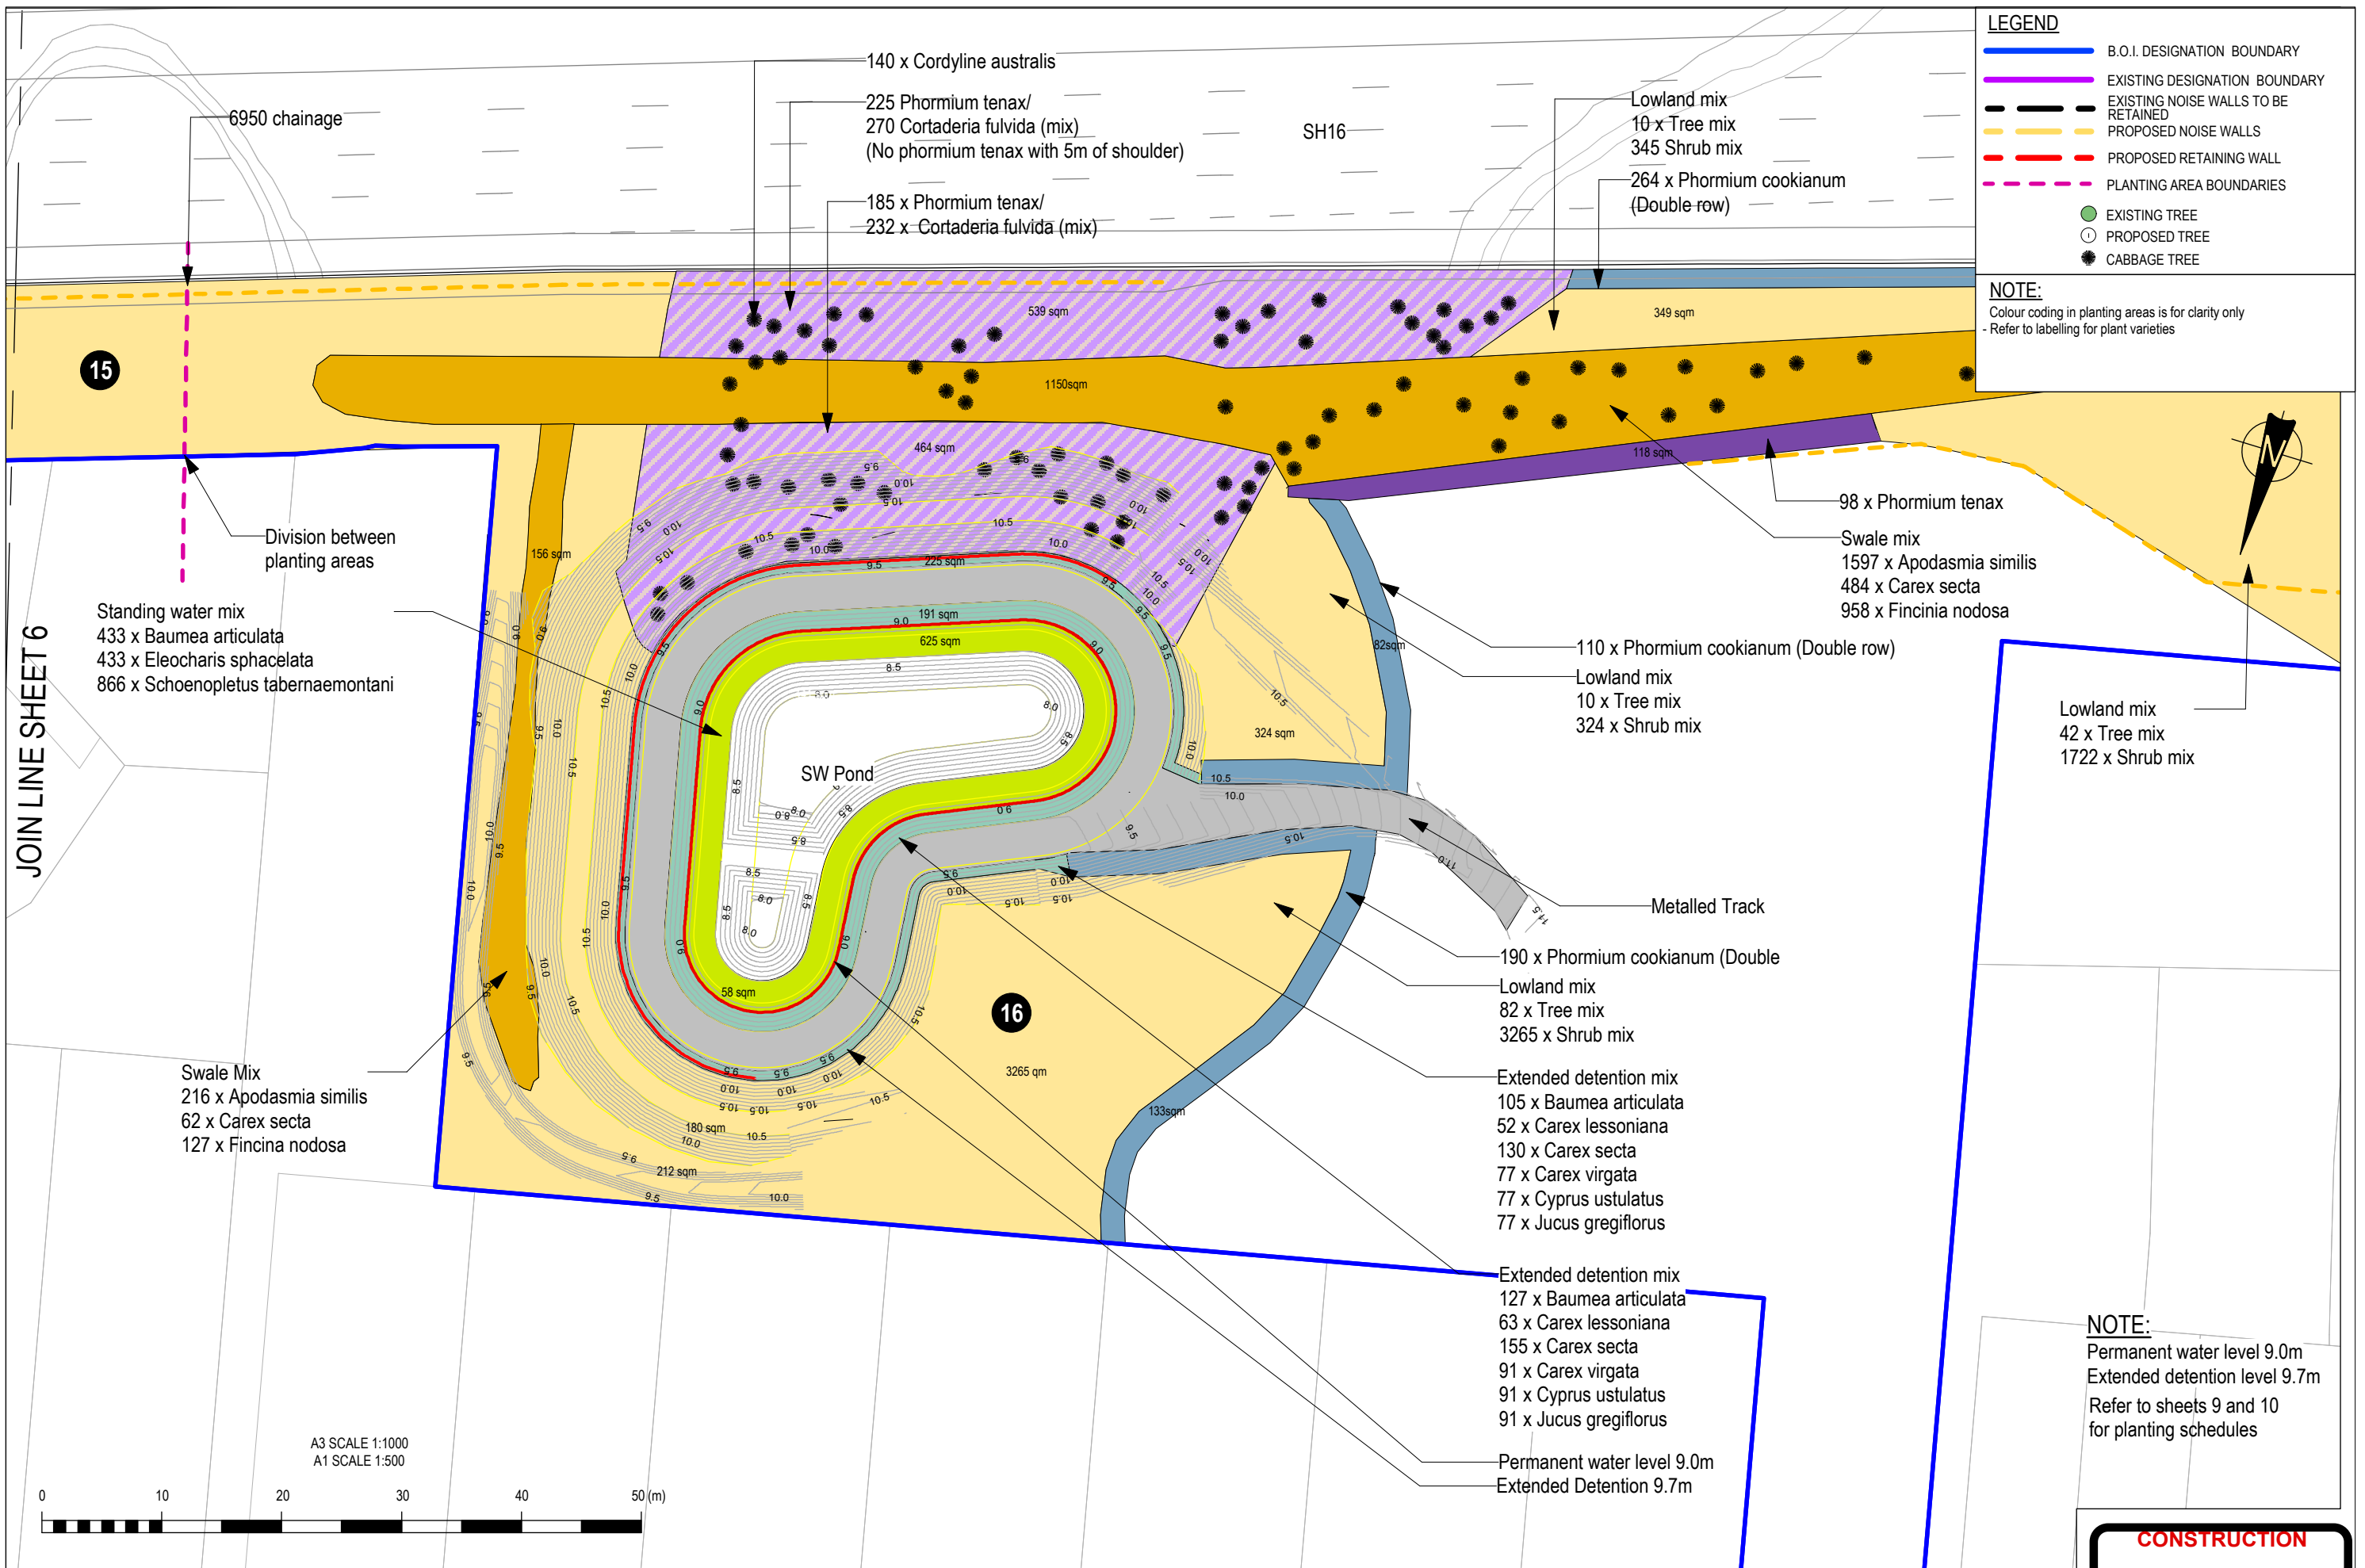 140 x Cordyline australis
6950 chainage
225 Phormium tenax/
270 Cortaderia fulvida (mix)
(No phormium tenax with 5m of shoulder)
185 x Phormium tenax/
232 x Cortaderia fulvida (mix)
SH16
Lowland mix
10 x Tree mix
345 Shrub mix
264 x Phormium cookianum
(Double row)
LEGEND
B.O.I. DESIGNATION BOUNDARY
EXISTING DESIGNATION BOUNDARY
EXISTING NOISE WALLS TO BE
RETAINED
PROPOSED NOISE WALLS
PROPOSED RETAINING WALL
PLANTING AREA BOUNDARIES
EXISTING TREE
PROPOSED TREE
CABBAGE TREE
NOTE:
Colour coding in planting areas is for clarity only
- Refer to labelling for plant varieties
15
539 sqm
349 sqm
1150sqm
464 sqm
118 sqm
N
Division between
planting areas
156 sqm
225 sqm
191 sqm
625 sqm
98 x Phormium tenax
Swale mix
1597 x Apodasmia similis
484 x Carex secta
958 x Fincinia nodosa
Standing water mix
433 x Baumea articulata
433 x Eleocharis sphacelata
866 x Schoenopletus tabernaemontani
JOIN LINE SHEET 6
82sqm
324 sqm
110 x Phormium cookianum (Double row)
Lowland mix
10 x Tree mix
324 x Shrub mix
Lowland mix
42 x Tree mix
1722 x Shrub mix
SW Pond
Metalled Track
190 x Phormium cookianum (Double
Lowland mix
82 x Tree mix
3265 x Shrub mix
58 sqm
16
3265 qm
133sqm
180 sqm
212 sqm
Swale Mix
216 x Apodasmia similis
62 x Carex secta
127 x Fincina nodosa
Extended detention mix
105 x Baumea articulata
52 x Carex lessoniana
130 x Carex secta
77 x Carex virgata
77 x Cyprus ustulatus
77 x Jucus gregiflorus
Extended detention mix
127 x Baumea articulata
63 x Carex lessoniana
155 x Carex secta
91 x Carex virgata
91 x Cyprus ustulatus
91 x Jucus gregiflorus
Permanent water level 9.0m
Extended Detention 9.7m
NOTE:
Permanent water level 9.0m
Extended detention level 9.7m
Refer to sheets 9 and 10
for planting schedules
A3 SCALE 1:1000
A1 SCALE 1:500
0 10 20 30 40 50 (m)
CONSTRUCTION